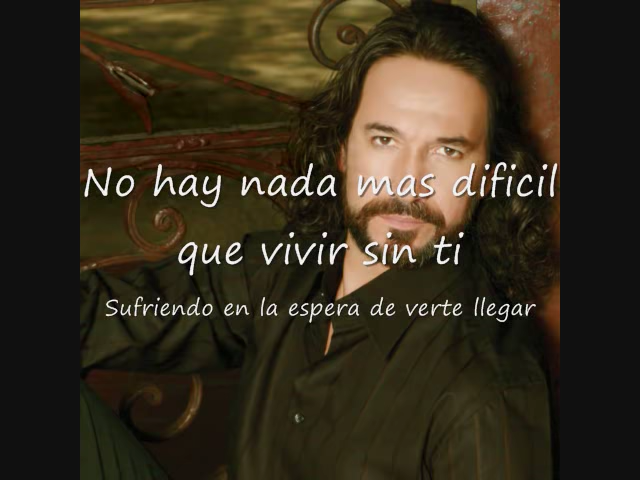 No hay nada mas dificil
que vivir sin ti
Sufriendo en la espera de verte llegar